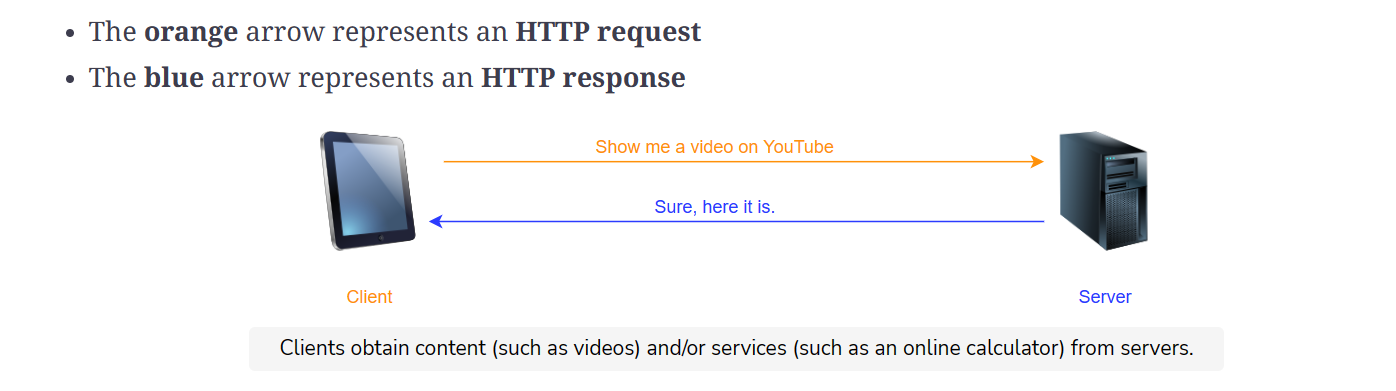 The orange arrow represents an HTTP request
The blue arrow represents an HTTP response
Show me a video on YouTube
Sure, here it is.
Client
Server
Clients obtain content (such as videos) and/or services (such as an online calculator) from servers.